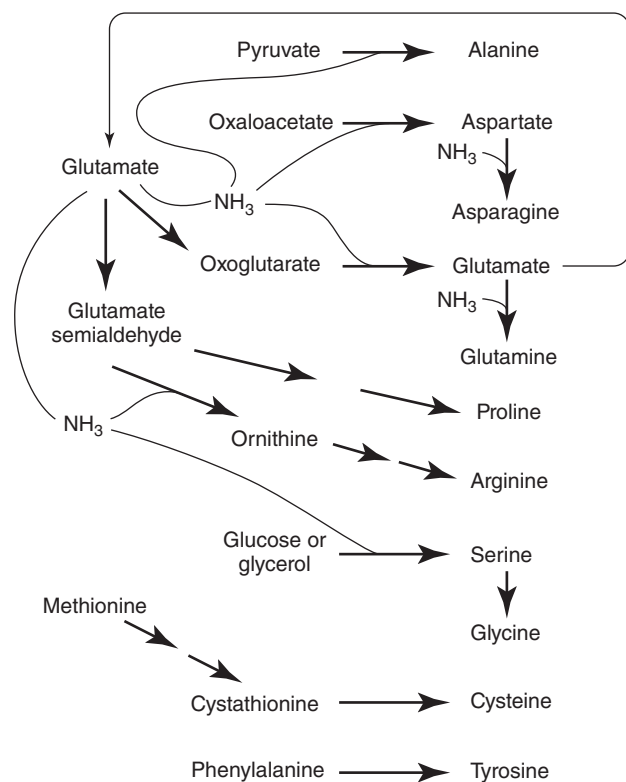 Pyruvate
Alanine
Oxaloacetate
Aspartate
NH3
Glutamate
NH3
Asparagine
Oxoglutarate
Glutamate
NH3
Glutamate
semialdehyde
Glutamine
Proline
NH3
Ornithine
Arginine
Glucose or
glycerol
Serine
Methionine
Glycine
Cystathionine
Cysteine
Phenylalanine
Tyrosine